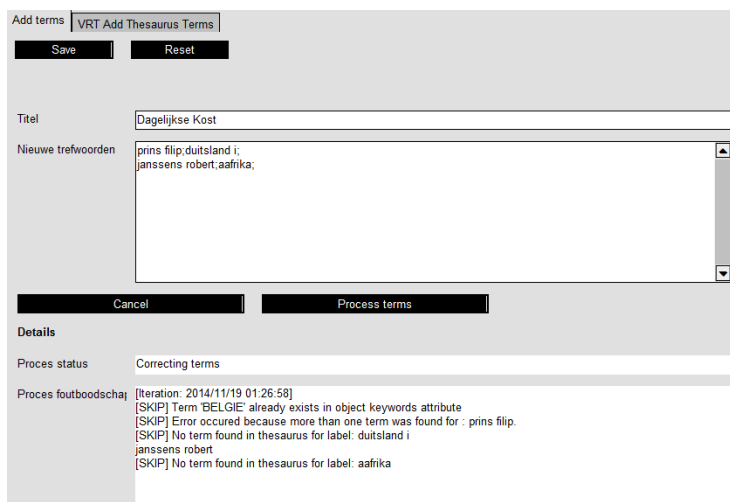 Add terms
VRT Add Thesaurus Terms
Save
Reset
Titel
Dagelijkse Kost
Nieuwe trefwoorden
prins filip;duitsland i;
janssens robert;aafrika;
Cancel
Process terms
Details
Proces status
Correcting terms
Proces foutboodschap
[Iteration: 2014/11/19 01:26:58]
[SKIP] Term 'BELGIE' already exists in object keywords attribute
[SKIP] Error occured because more than one term was found for : prins filip.
[SKIP] No term found in thesaurus for label: duitsland i
janssens robert
[SKIP] No term found in thesaurus for label: aafrika